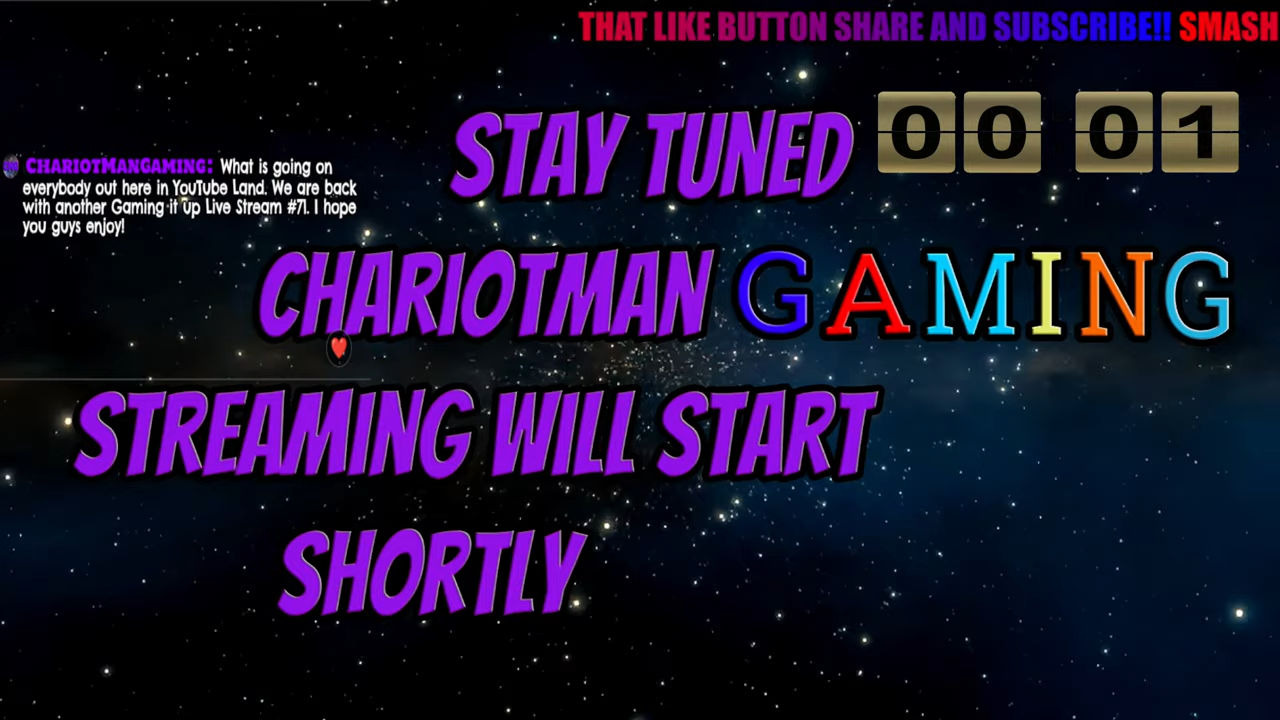 THAT LIKE BUTTON SHARE AND SUBSCRIBE!! SMASH
STAY TUNED 00 01
ChariotManGaming: What is going on
everybody out here in YouTube Land. We are back
with another Gaming it up Live Stream #71. I hope
you guys enjoy!
CHARIOTMAN GAMING
STREAMING WILL START
SHORTLY